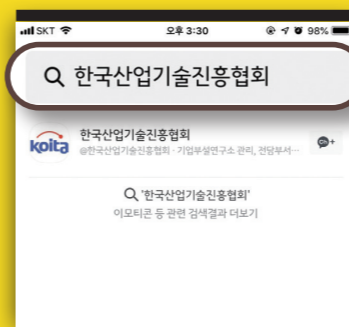 SKT 오후 3:30 98%
한국산업기술진흥협회
koita 한국산업기술진흥협회
@한국산업기술진흥협회 · 기업부설연구소 관리, 전담부서… Ch+
'한국산업기술진흥협회'
이모티콘 등 관련 검색결과 더보기